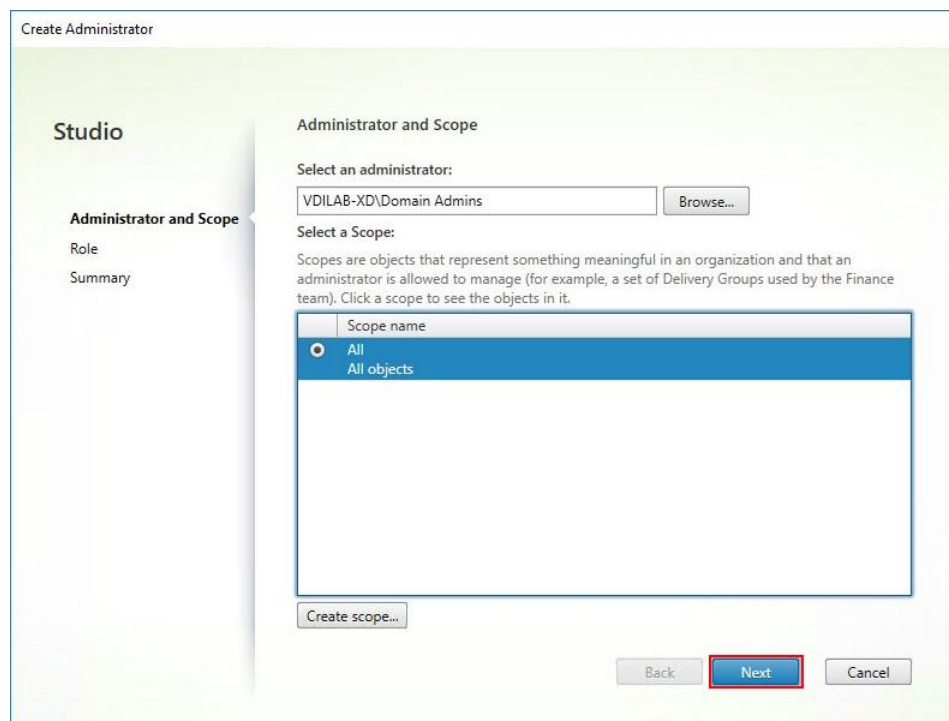 Create Administrator
Studio
Administrator and Scope
Role
Summary
Administrator and Scope
Select an administrator:
VDILAB-XD\Domain Admins
Browse...
Select a Scope:
Scopes are objects that represent something meaningful in an organization and that an
administrator is allowed to manage (for example, a set of Delivery Groups used by the Finance
team). Click a scope to see the objects in it.
Scope name
All
All objects
Create scope...
Back
Next
Cancel